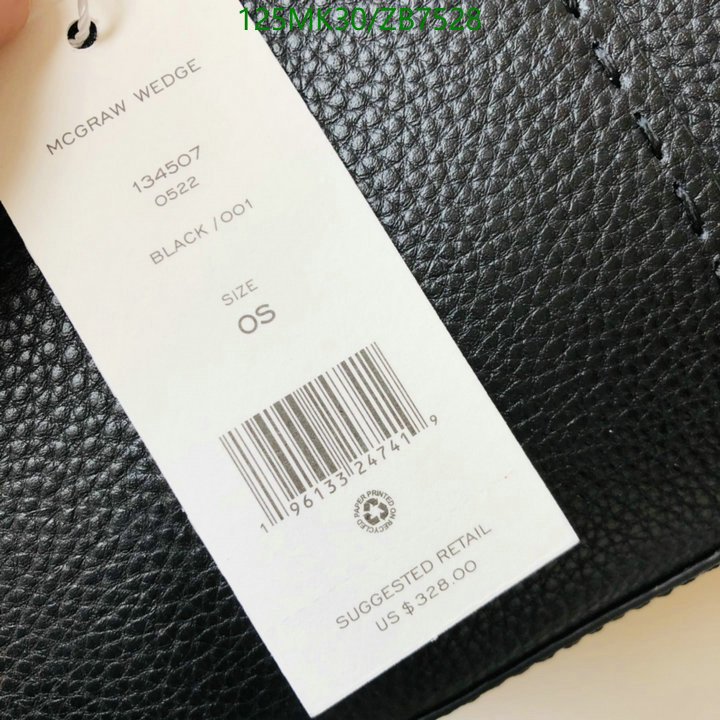 125MK30/ZB7528
MCGRAW WEDGE
134507
0522
BLACK / 001
SIZE
OS
1 96133 24741 9
PAPER PRINTED ON RECYCLED
SUGGESTED RETAIL
US $328.00